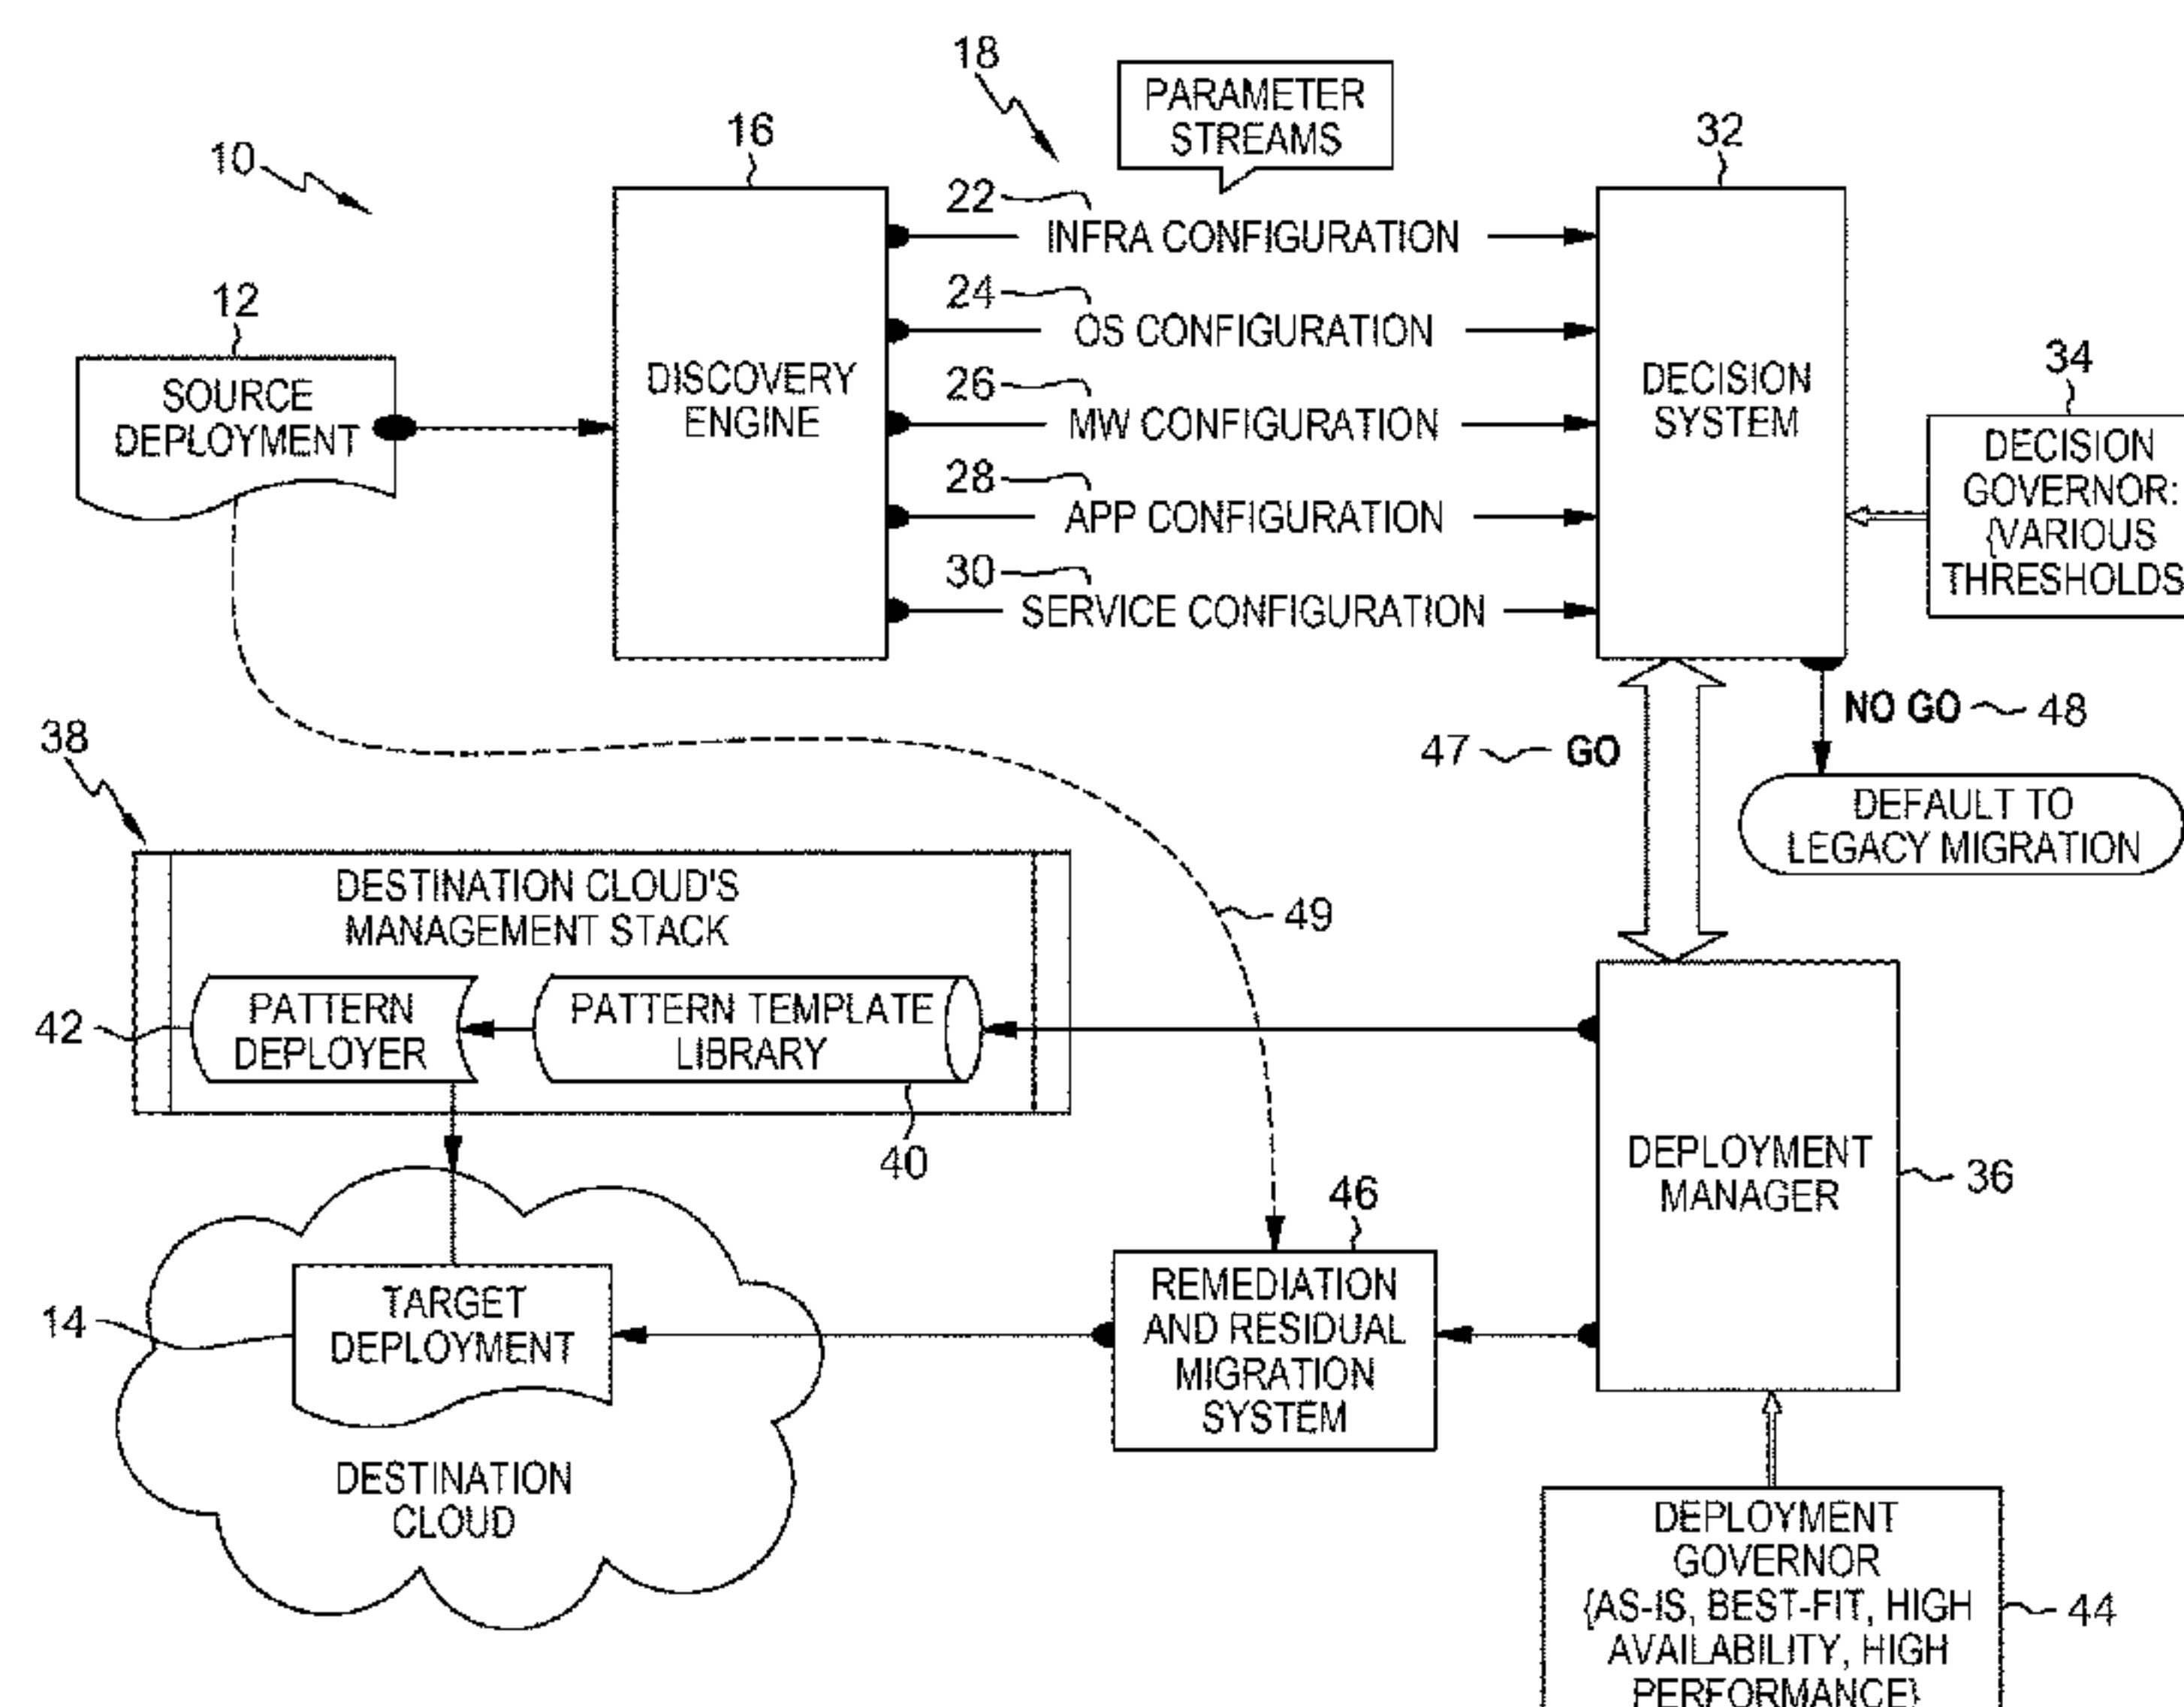 18
PARAMETER
STREAMS
10
16
32
22
INFRA CONFIGURATION
12
24
OS CONFIGURATION
SOURCE
DEPLOYMENT
DISCOVERY
ENGINE
26
MW CONFIGURATION
DECISION
SYSTEM
34
DECISION
GOVERNOR:
{VARIOUS
THRESHOLDS
28
APP CONFIGURATION
30
SERVICE CONFIGURATION
38
47
GO
NO GO
48
DEFAULT TO
LEGACY MIGRATION
DESTINATION CLOUD'S
MANAGEMENT STACK
49
42
PATTERN
DEPLOYER
PATTERN TEMPLATE
LIBRARY
40
DEPLOYMENT
MANAGER
36
46
14
TARGET
DEPLOYMENT
REMEDIATION
AND RESIDUAL
MIGRATION
SYSTEM
DESTINATION
CLOUD
DEPLOYMENT
GOVERNOR
{AS-IS, BEST-FIT, HIGH
AVAILABILITY, HIGH
PERFORMANCE}
44